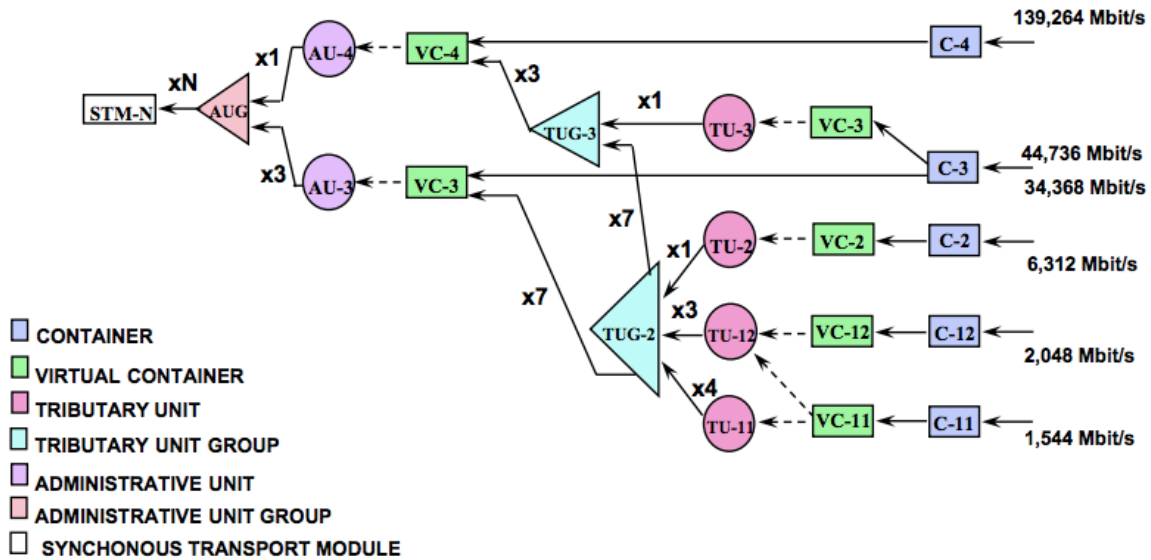 139,264 Mbit/s
x1 AU-4 VC-4 C-4
xN x3
STM-N AUG TUG-3 x1 TU-3 VC-3
44,736 Mbit/s
x3 AU-3 VC-3 C-3
34,368 Mbit/s
x7
x1 TU-2 VC-2 C-2
6,312 Mbit/s
x7
x3
CONTAINER TUG-2 TU-12 VC-12 C-12
2,048 Mbit/s
VIRTUAL CONTAINER
x4
TRIBUTARY UNIT
TU-11 VC-11 C-11
1,544 Mbit/s
TRIBUTARY UNIT GROUP
ADMINISTRATIVE UNIT
ADMINISTRATIVE UNIT GROUP
SYNCHONOUS TRANSPORT MODULE